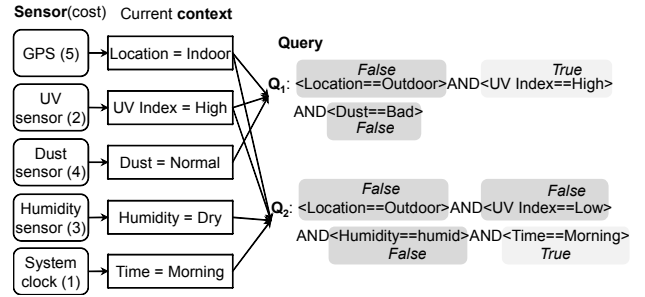 Sensor(cost) Current context
GPS (5)
Location = Indoor
UV
sensor (2)
UV Index = High
Dust
sensor (4)
Dust = Normal
Humidity
sensor (3)
Humidity = Dry
System
clock (1)
Time = Morning
Query
False True
Q1: <Location==Outdoor>AND<UV Index==High>
AND<Dust==Bad>
False
False False
Q2: <Location==Outdoor>AND<UV Index==Low>
AND<Humidity==humid>AND<Time==Morning>
False True